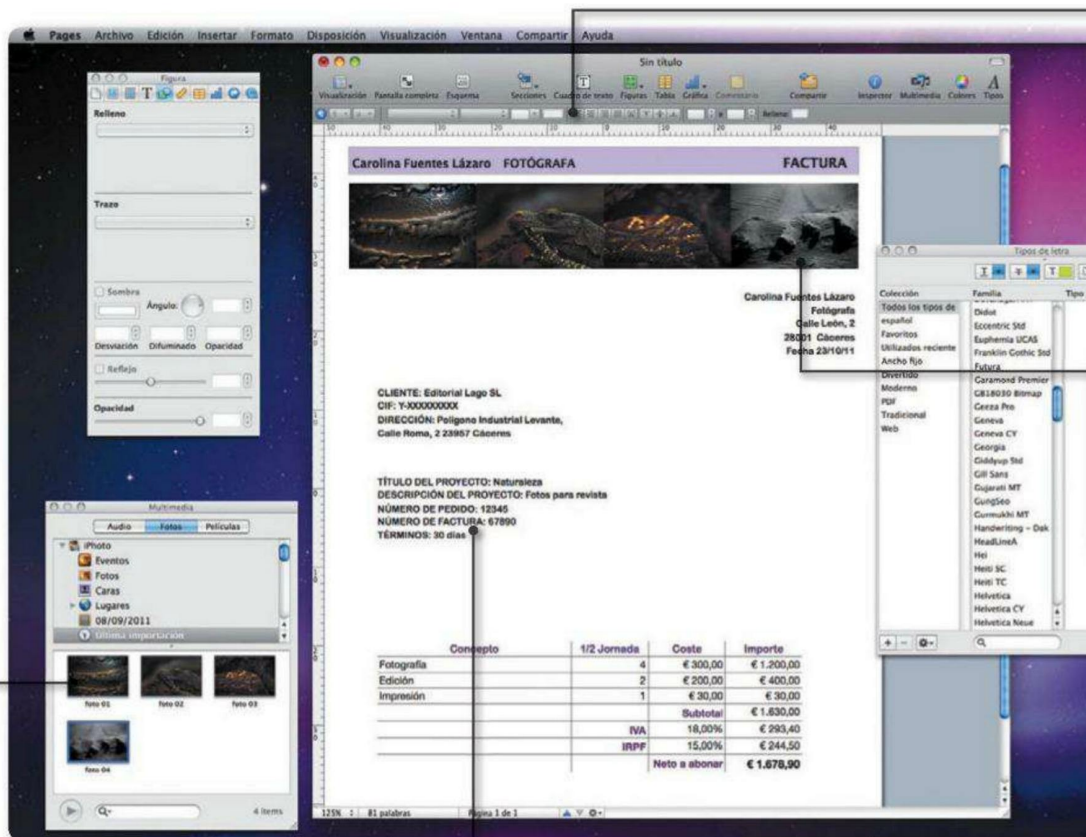 Pages Archivo Edición Insertar Formato Disposición Visualización Ventana Compartir Ayuda
Figura
Relleno
Trazo
Sombra
Ángulo:
Desviación Difuminado Opacidad
Reflejo
Opacidad
Multimedia
Audio Fotos Películas
iPhoto
Eventos
Fotos
Caras
Lugares
08/09/2011
Última importación
foto 01 foto 02 foto 03
foto 04
4 ítems
Sin título
Visualización Pantalla completa Esquema Secciones Cuadro de texto Figuras Tabla Gráfica Comentario Compartir Inspector Multimedia Colores Tipos
Relleno:
Carolina Fuentes Lázaro FOTÓGRAFA FACTURA
Carolina Fuentes Lázaro
Fotógrafa
Calle León, 2
28001 Cáceres
Fecha 23/10/11
CLIENTE: Editorial Lago SL
CIF: Y-XXXXXXXX
DIRECCIÓN: Polígono Industrial Levante,
Calle Roma, 2 23957 Cáceres
TÍTULO DEL PROYECTO: Naturaleza
DESCRIPCIÓN DEL PROYECTO: Fotos para revista
NÚMERO DE PEDIDO: 12345
NÚMERO DE FACTURA: 67890
TÉRMINOS: 30 días
Concepto 1/2 Jornada Coste Importe
Fotografía 4 € 300,00 € 1.200,00
Edición 2 € 200,00 € 400,00
Impresión 1 € 30,00 € 30,00
Subtotal € 1.630,00
IVA 18,00% € 293,40
IRPF 15,00% € 244,50
Neto a abonar € 1.678,90
125% 81 palabras Página 1 de 1
Tipos de letra
Colección Familia Tipo
Todos los tipos de
español
Favoritos
Utilizados reciente
Ancho fijo
Divertido
Moderno
PDF
Tradicional
Web
Didot
Eccentric Std
Euphemia UCAS
Franklin Gothic Std
Futura
Garamond Premier
GB18030 Bitmap
Geeza Pro
Geneva
Geneva CY
Georgia
Giddyup Std
Gill Sans
Gujarati MT
GungSeo
Gurmukhi MT
Handwriting - Dak
HeadLineA
Hei
Heiti SC
Heiti TC
Helvetica
Helvetica CY
Helvetica Neue